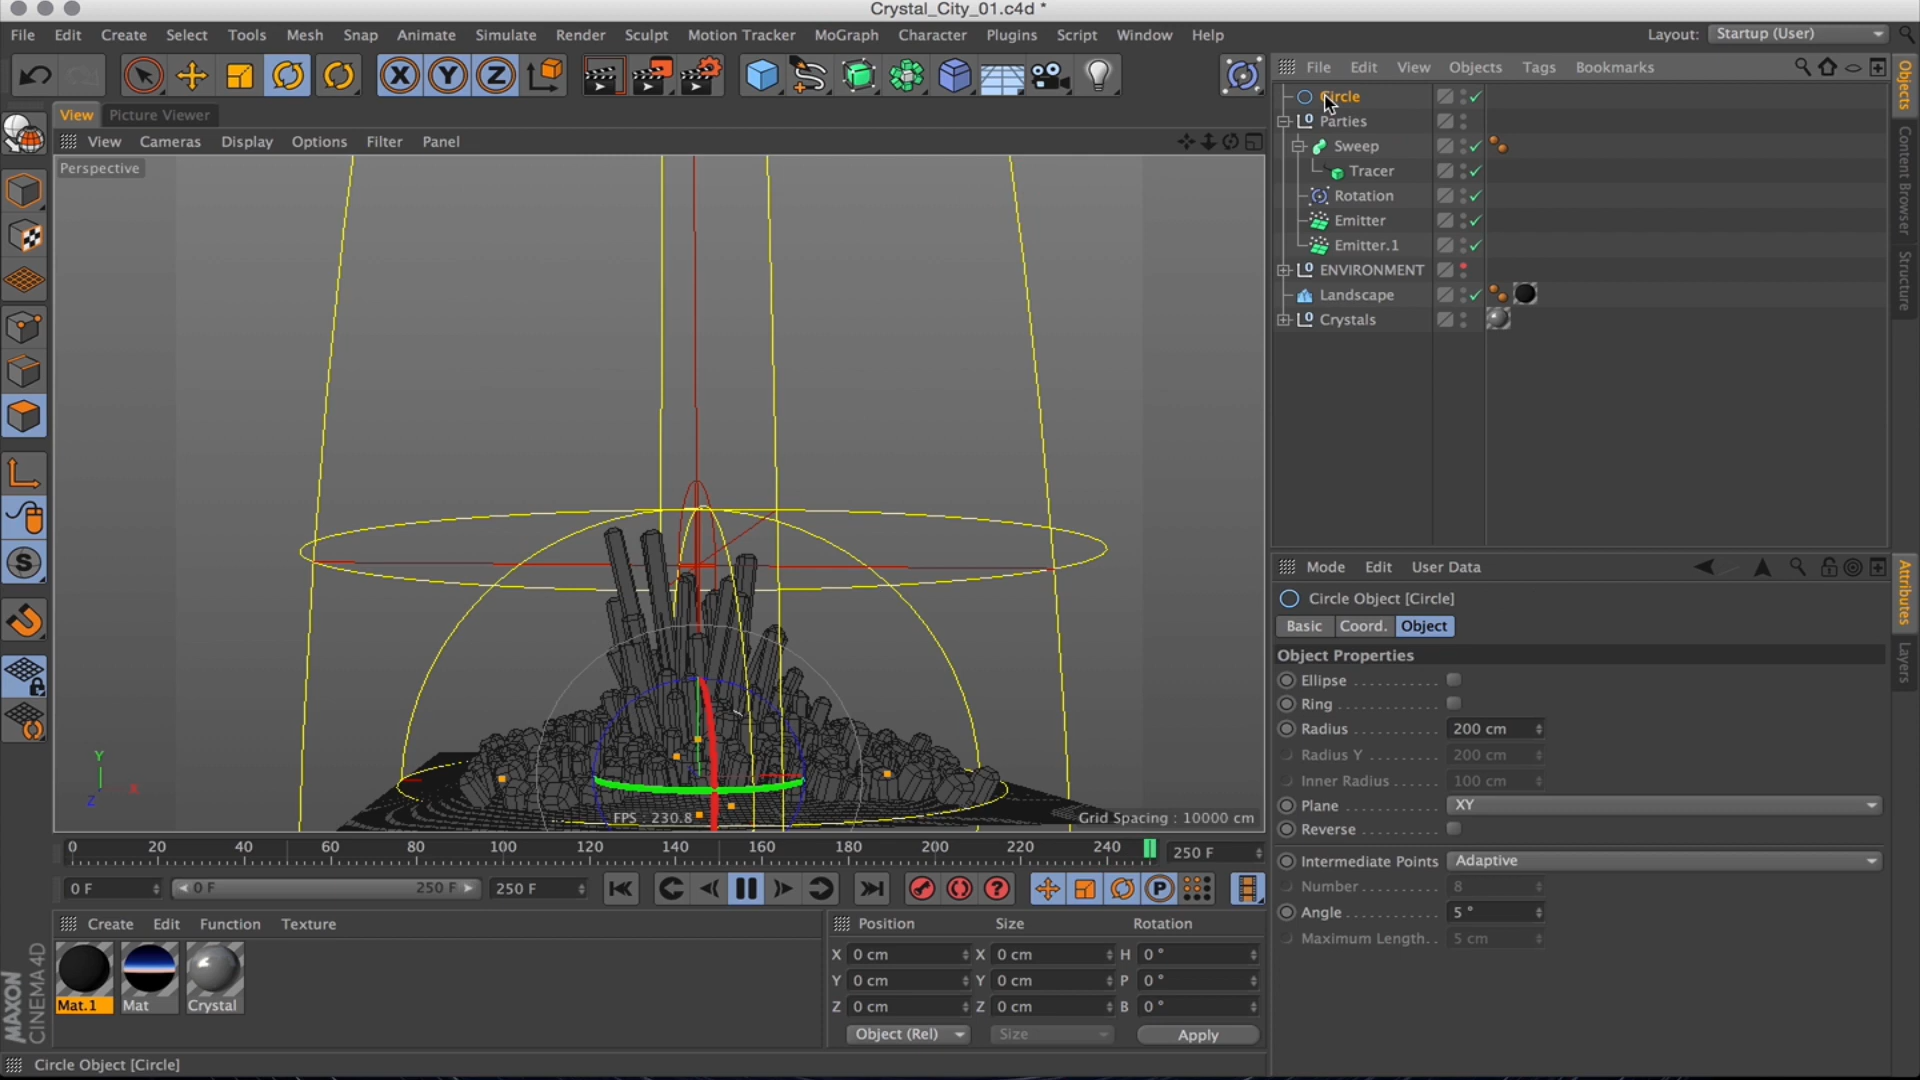 Crystal_City_01.c4d *
File Edit Create Select Tools Mesh Snap Animate Simulate Render Sculpt Motion Tracker MoGraph Character Plugins Script Window Help Layout: Startup (User)
X Y Z
File Edit View Objects Tags Bookmarks
View Picture Viewer
View Cameras Display Options Filter Panel
Perspective
Circle
Parties
Sweep
Tracer
Rotation
Emitter
Emitter.1
ENVIRONMENT
Landscape
Crystals
Objects
Content Browser
Structure
Y
X
Z
FPS : 230.8
Grid Spacing : 10000 cm
Mode Edit User Data
Circle Object [Circle]
Basic Coord. Object
Object Properties
Ellipse
Ring
Radius 200 cm
Radius Y 200 cm
Inner Radius 100 cm
Plane XY
Reverse
Intermediate Points Adaptive
Number 8
Angle 5 °
Maximum Length 5 cm
Attributes
Layers
0 20 40 60 80 100 120 140 160 180 200 220 240 250 F
0 F 0 F 250 F 250 F
P
Create Edit Function Texture
Mat.1 Mat Crystal
MAXON
CINEMA4D
Position Size Rotation
X 0 cm X 0 cm H 0 °
Y 0 cm Y 0 cm P 0 °
Z 0 cm Z 0 cm B 0 °
Object (Rel) Size Apply
Circle Object [Circle]